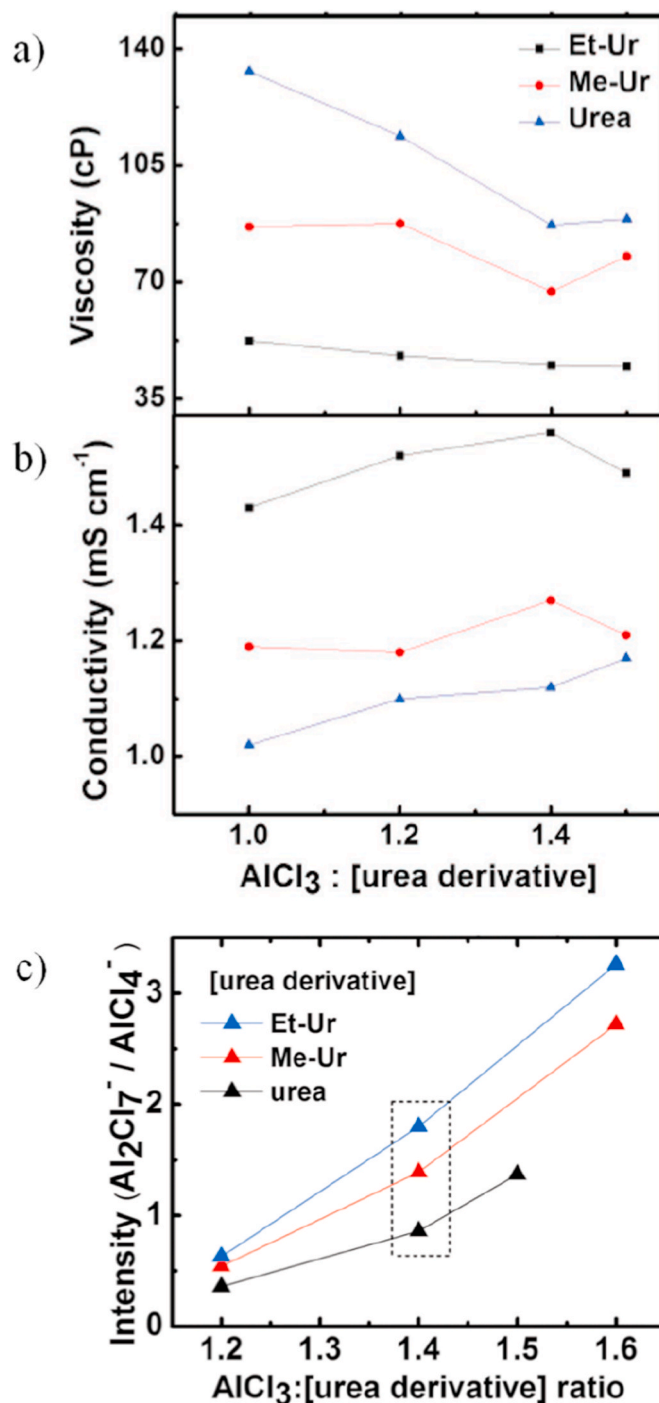 a)
Viscosity (cP)
140
105
70
35
Et-Ur
Me-Ur
Urea
b)
Conductivity (mS cm⁻¹)
1.4
1.2
1.0
1.0 1.2 1.4
AlCl₃ : [urea derivative]
c)
Intensity (Al₂Cl₇⁻ / AlCl₄⁻)
3
2
1
0
[urea derivative]
Et-Ur
Me-Ur
urea
1.2 1.3 1.4 1.5 1.6
AlCl₃:[urea derivative] ratio